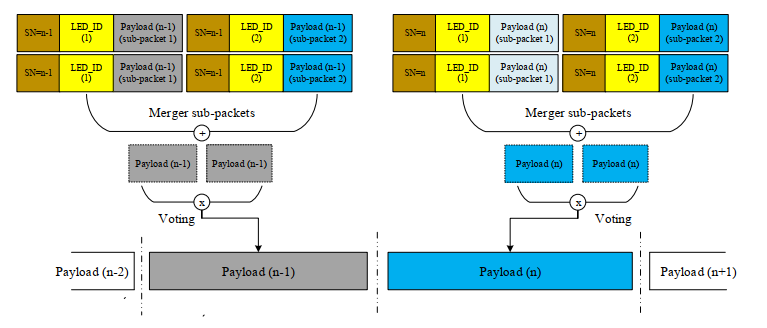 SN=n-1 LED_ID (1) Payload (n-1) (sub-packet 1) SN=n-1 LED_ID (2) Payload (n-1) (sub-packet 2)
SN=n LED_ID (1) Payload (n) (sub-packet 1) SN=n LED_ID (2) Payload (n) (sub-packet 2)
SN=n-1 LED_ID (1) Payload (n-1) (sub-packet 1) SN=n-1 LED_ID (2) Payload (n-1) (sub-packet 2)
SN=n LED_ID (1) Payload (n) (sub-packet 1) SN=n LED_ID (2) Payload (n) (sub-packet 2)
Merger sub-packets
Merger sub-packets
+
+
Payload (n-1) Payload (n-1)
Payload (n) Payload (n)
x
x
Voting
Voting
Payload (n-2) Payload (n-1) Payload (n) Payload (n+1)